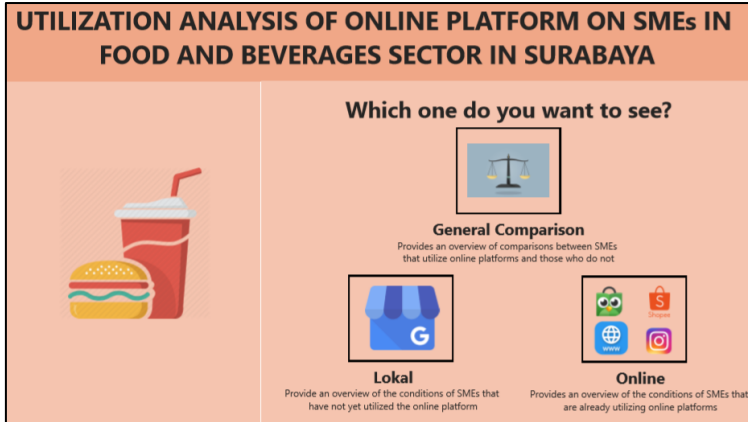 UTILIZATION ANALYSIS OF ONLINE PLATFORM ON SMEs IN
FOOD AND BEVERAGES SECTOR IN SURABAYA
Which one do you want to see?
General Comparison
Provides an overview of comparisons between SMEs
that utilize online platforms and those who do not
G
S
Shopee
www
Lokal
Provide an overview of the conditions of SMEs that
have not yet utilized the online platform
Online
Provides an overview of the conditions of SMEs that
are already utilizing online platforms